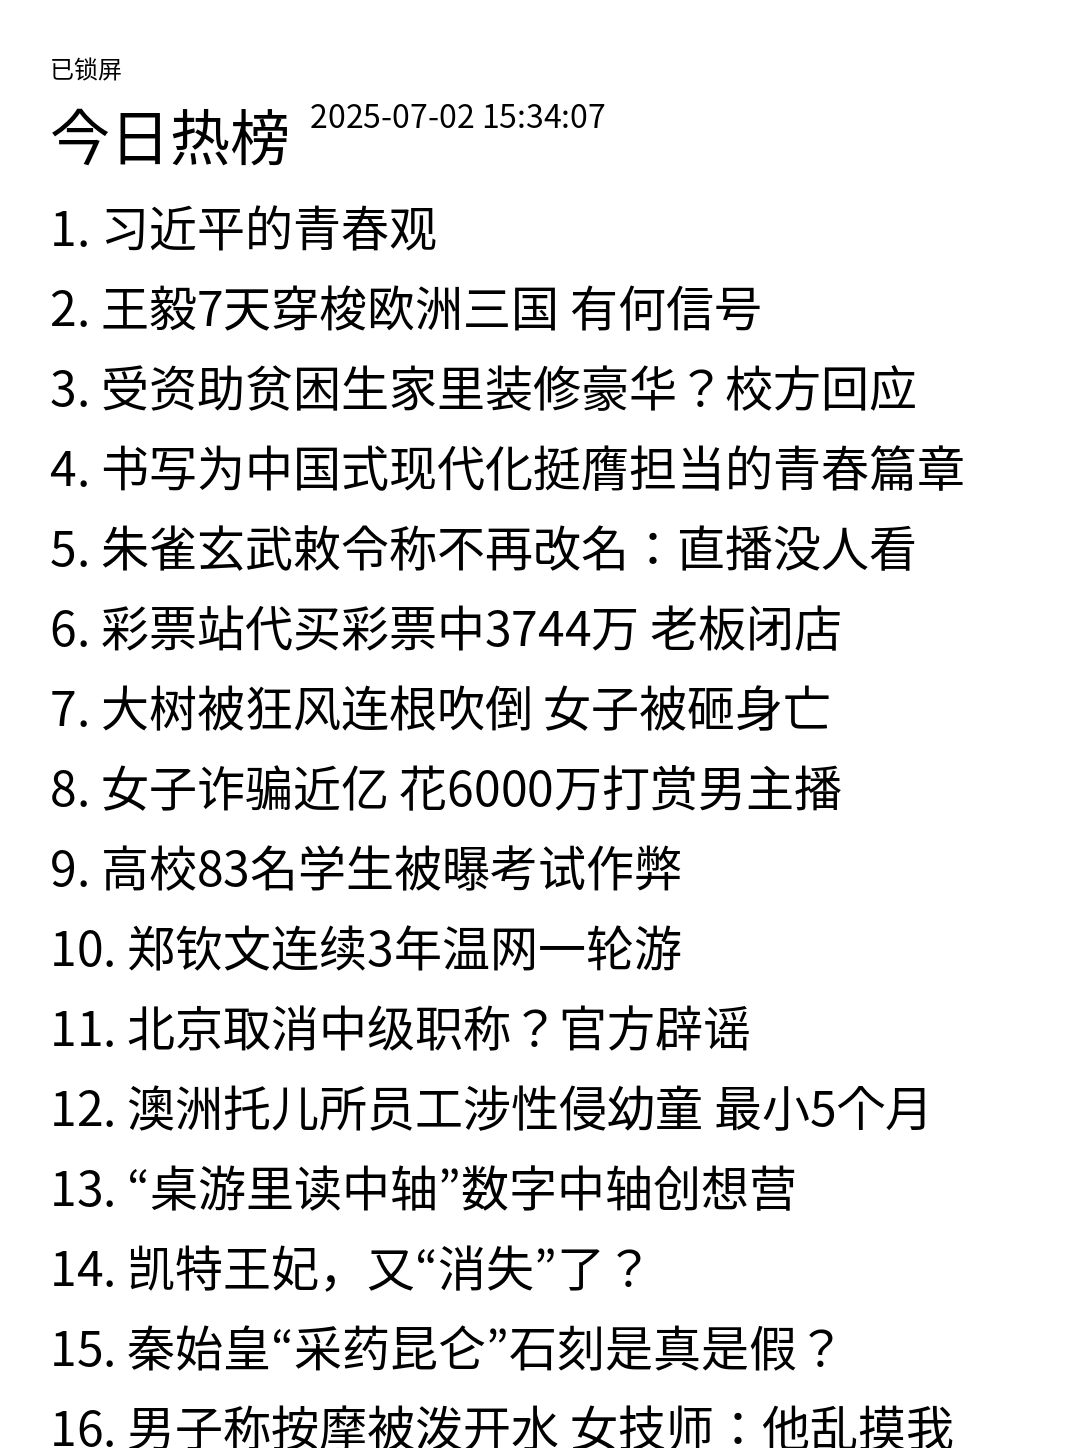 已锁屏
今日热榜 2025-07-02 15:34:07
1. 习近平的青春观
2. 王毅7天穿梭欧洲三国 有何信号
3. 受资助贫困生家里装修豪华？校方回应
4. 书写为中国式现代化挺膺担当的青春篇章
5. 朱雀玄武敕令称不再改名：直播没人看
6. 彩票站代买彩票中3744万 老板闭店
7. 大树被狂风连根吹倒 女子被砸身亡
8. 女子诈骗近亿 花6000万打赏男主播
9. 高校83名学生被曝考试作弊
10. 郑钦文连续3年温网一轮游
11. 北京取消中级职称？官方辟谣
12. 澳洲托儿所员工涉性侵幼童 最小5个月
13. “桌游里读中轴”数字中轴创想营
14. 凯特王妃，又“消失”了？
15. 秦始皇“采药昆仑”石刻是真是假？
16. 男子称按摩被泼开水 女技师：他乱摸我